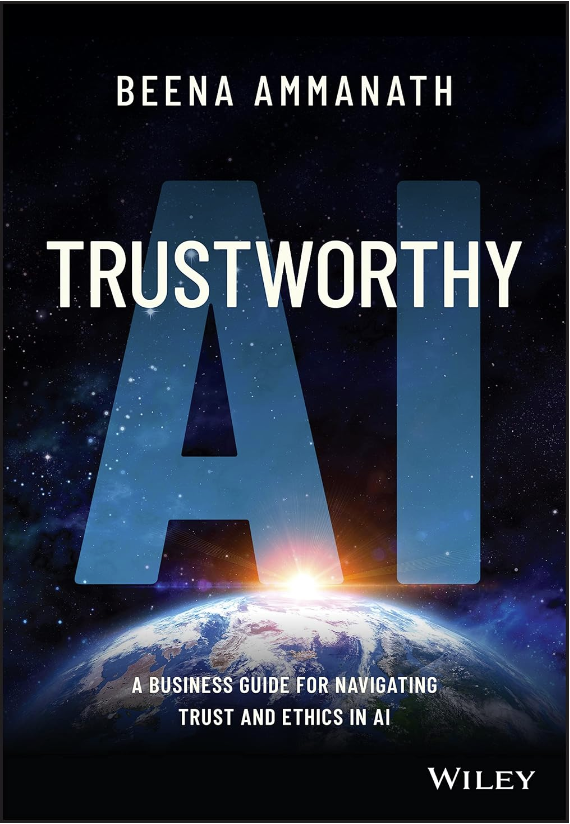 BEENA AMMANATH
AI
TRUSTWORTHY
A BUSINESS GUIDE FOR NAVIGATING
TRUST AND ETHICS IN AI
WILEY